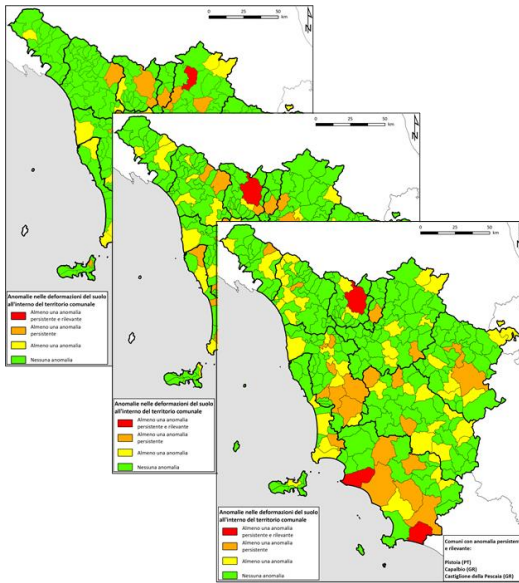 0 25 50
km
N
Anomalie nelle deformazioni del suolo
all'interno del territorio comunale
Almeno una anomalia
persistente e rilevante
Almeno una anomalia
persistente
Almeno una anomalia
Nessuna anomalia
0 25 50
km
N
Anomalie nelle deformazioni del suolo
all'interno del territorio comunale
Almeno una anomalia
persistente e rilevante
Almeno una anomalia
persistente
Almeno una anomalia
Nessuna anomalia
0 25 50
km
N
Anomalie nelle deformazioni del suolo
all'interno del territorio comunale
Almeno una anomalia
persistente e rilevante
Almeno una anomalia
persistente
Almeno una anomalia
Nessuna anomalia
Comuni con anomalia persistente
e rilevante:
Pistoia (PT)
Capalbio (GR)
Castiglione della Pescaia (GR)